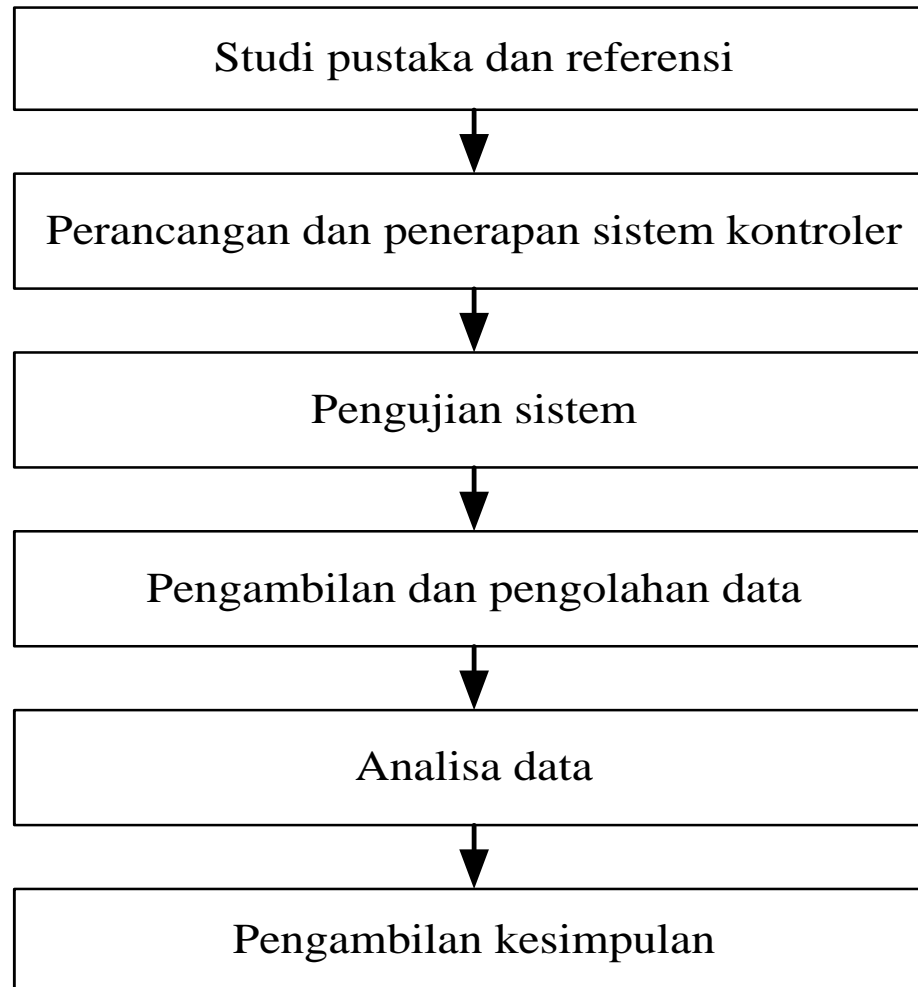 Studi pustaka dan referensi
Perancangan dan penerapan sistem kontroler
Pengujian sistem
Pengambilan dan pengolahan data
Analisa data
Pengambilan kesimpulan